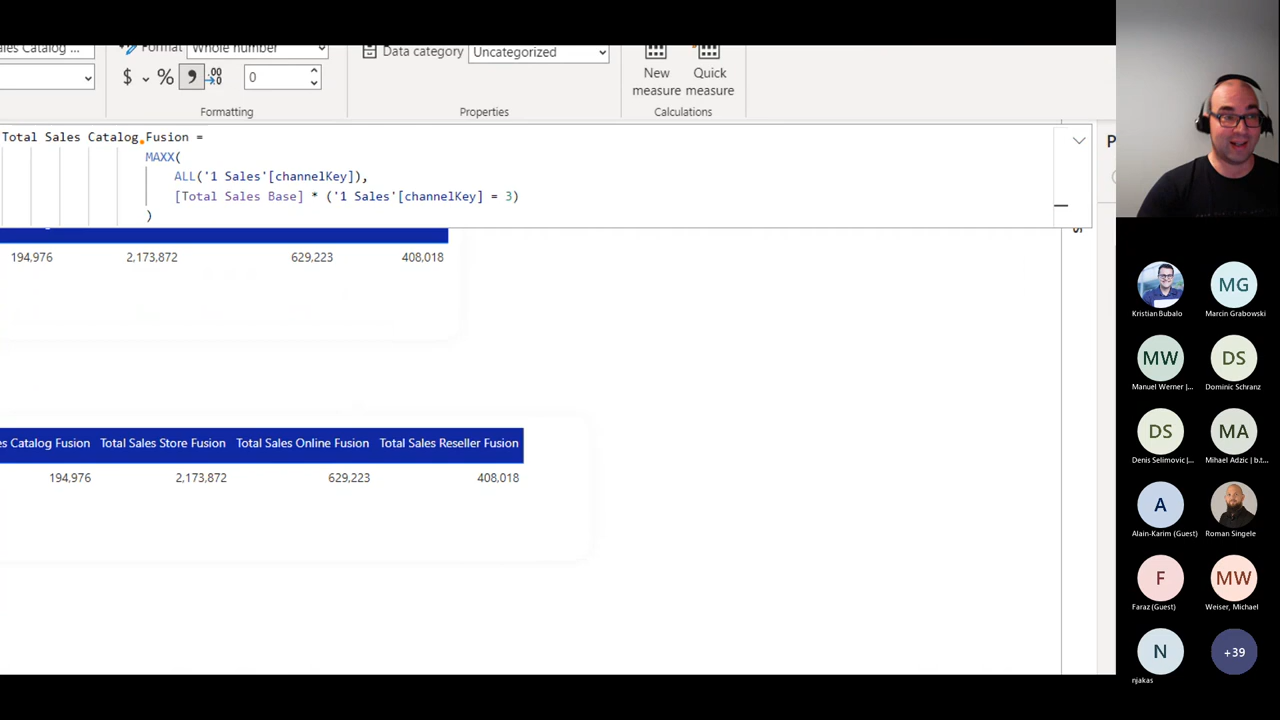 ales Catalog ...
Format
Whole number
Data category
Uncategorized
$ % 9 .00
0
New
measure
Quick
measure
Formatting
Properties
Calculations
Total Sales Catalog Fusion =
MAXX(
ALL('1 Sales'[channelKey]),
[Total Sales Base] * ('1 Sales'[channelKey] = 3)
)
194,976 2,173,872 629,223 408,018
es Catalog Fusion Total Sales Store Fusion Total Sales Online Fusion Total Sales Reseller Fusion
194,976 2,173,872 629,223 408,018
P
Kristian Bubalo
MG
Marcin Grabowski
MW
Manuel Werner |...
DS
Dominic Schranz
DS
Denis Selimovic |...
MA
Mihael Adzic | b.t...
A
Alain-Karim (Guest)
Roman Singele
F
Faraz (Guest)
MW
Weiser, Michael
N
njakas
+39